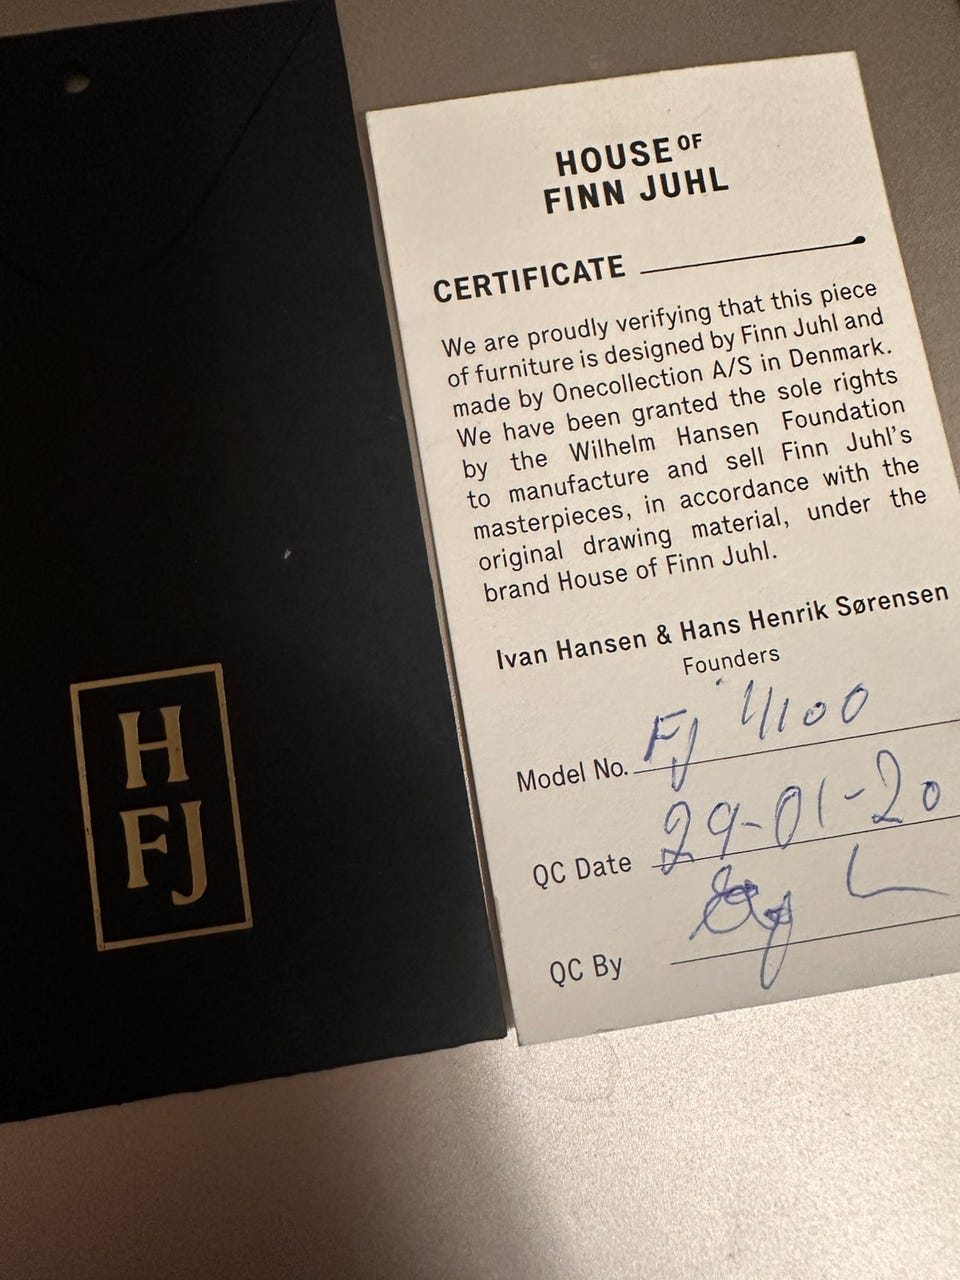 H
FJ
HOUSE OF
FINN JUHL
CERTIFICATE
We are proudly verifying that this piece
of furniture is designed by Finn Juhl and
made by Onecollection A/S in Denmark.
We have been granted the sole rights
by the Wilhelm Hansen Foundation
to manufacture and sell Finn Juhl's
masterpieces, in accordance with the
original drawing material, under the
brand House of Finn Juhl.
Ivan Hansen & Hans Henrik Sørensen
Founders
Model No. FJ
QC Date 29-01-20
QC By